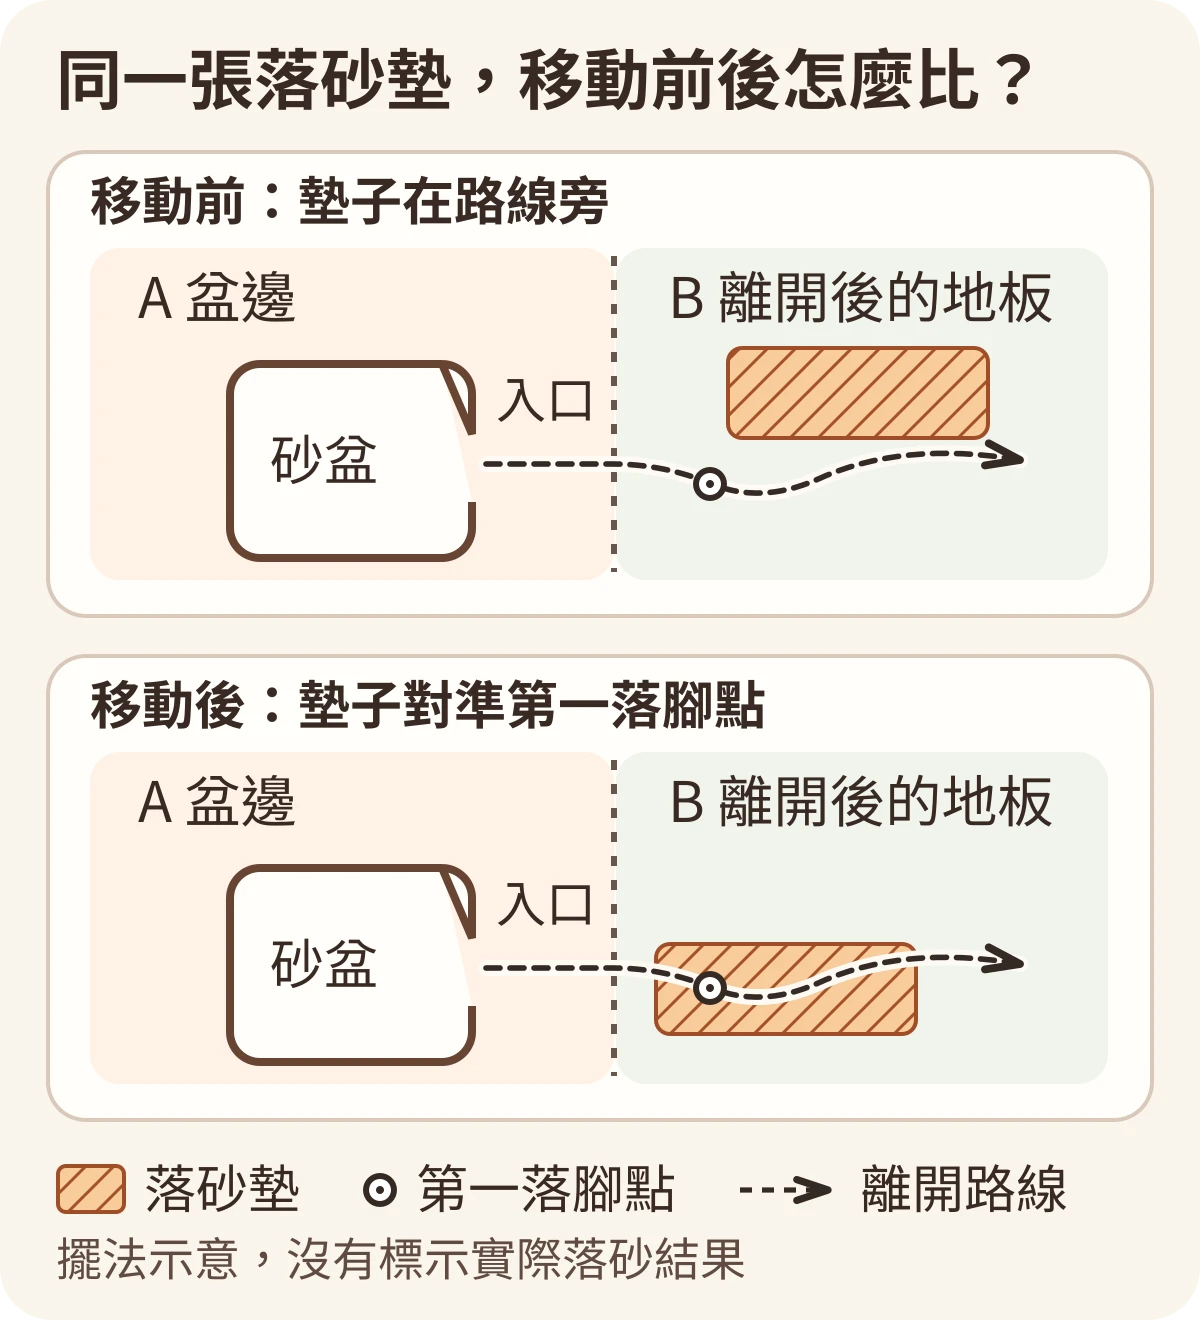 同一張落砂墊，移動前後怎麼比？
移動前：墊子在路線旁
A 盆邊
B 離開後的地板
入口
砂盆
移動後：墊子對準第一落腳點
A 盆邊
B 離開後的地板
入口
砂盆
落砂墊
第一落腳點
離開路線
擺法示意，沒有標示實際落砂結果